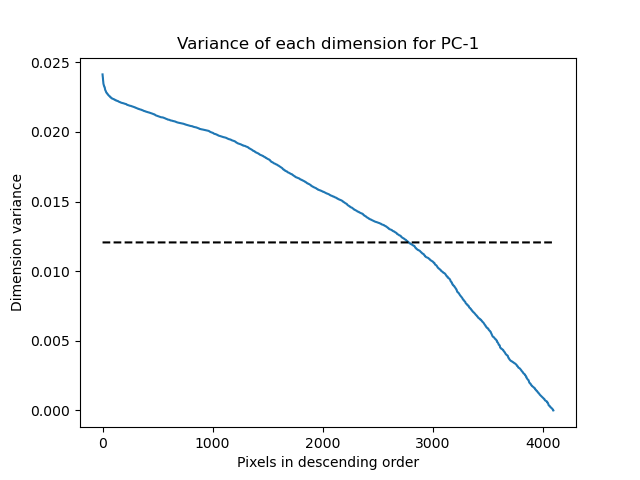 Variance of each dimension for PC-1
Dimension variance
0.025
0.020
0.015
0.010
0.005
0.000
0 1000 2000 3000 4000
Pixels in descending order